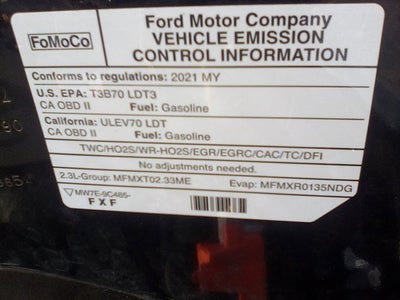 FoMoCo
Ford Motor Company
VEHICLE EMISSION
CONTROL INFORMATION
Conforms to regulations: 2021 MY
U.S. EPA: T3B70 LDT3
CA OBD II Fuel: Gasoline
California: ULEV70 LDT
CA OBD II Fuel: Gasoline
TWC/HO2S/WR-HO2S/EGR/EGRC/CAC/TC/DFI
No adjustments needed.
2.3L-Group: MFMXT02.33ME Evap: MFMXR0135NDG
MW7E-9C485-
FXF